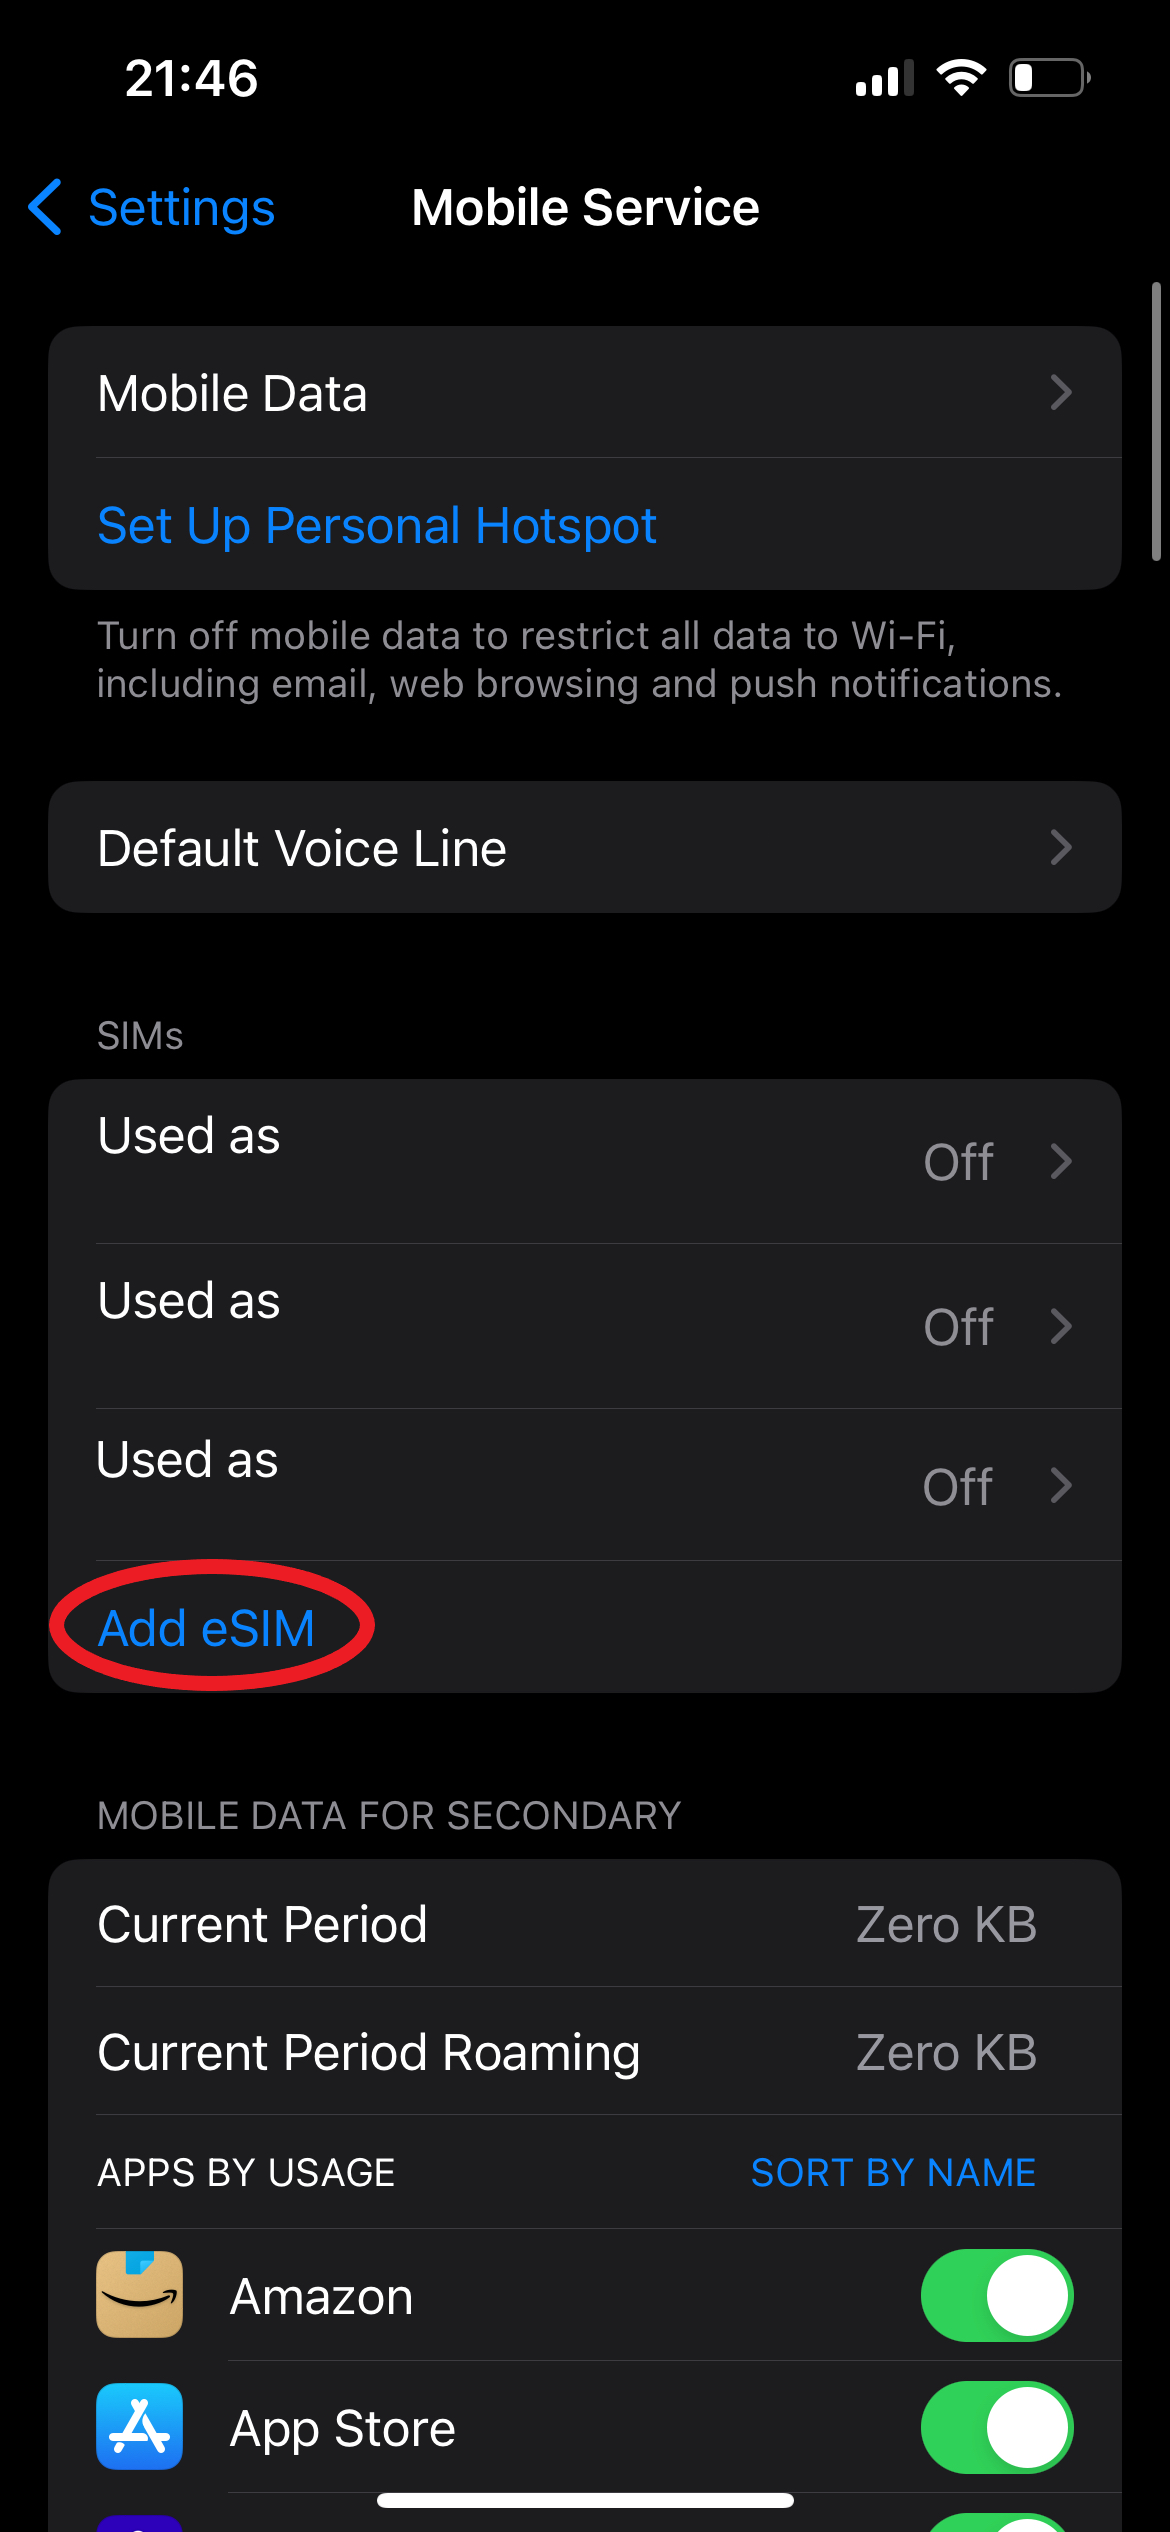 21:46
Settings
Mobile Service
Mobile Data
Set Up Personal Hotspot
Turn off mobile data to restrict all data to Wi-Fi,
including email, web browsing and push notifications.
Default Voice Line
SIMs
Used as
Off
Used as
Off
Used as
Off
Add eSIM
MOBILE DATA FOR SECONDARY
Current Period
Zero KB
Current Period Roaming
Zero KB
APPS BY USAGE
SORT BY NAME
Amazon
App Store